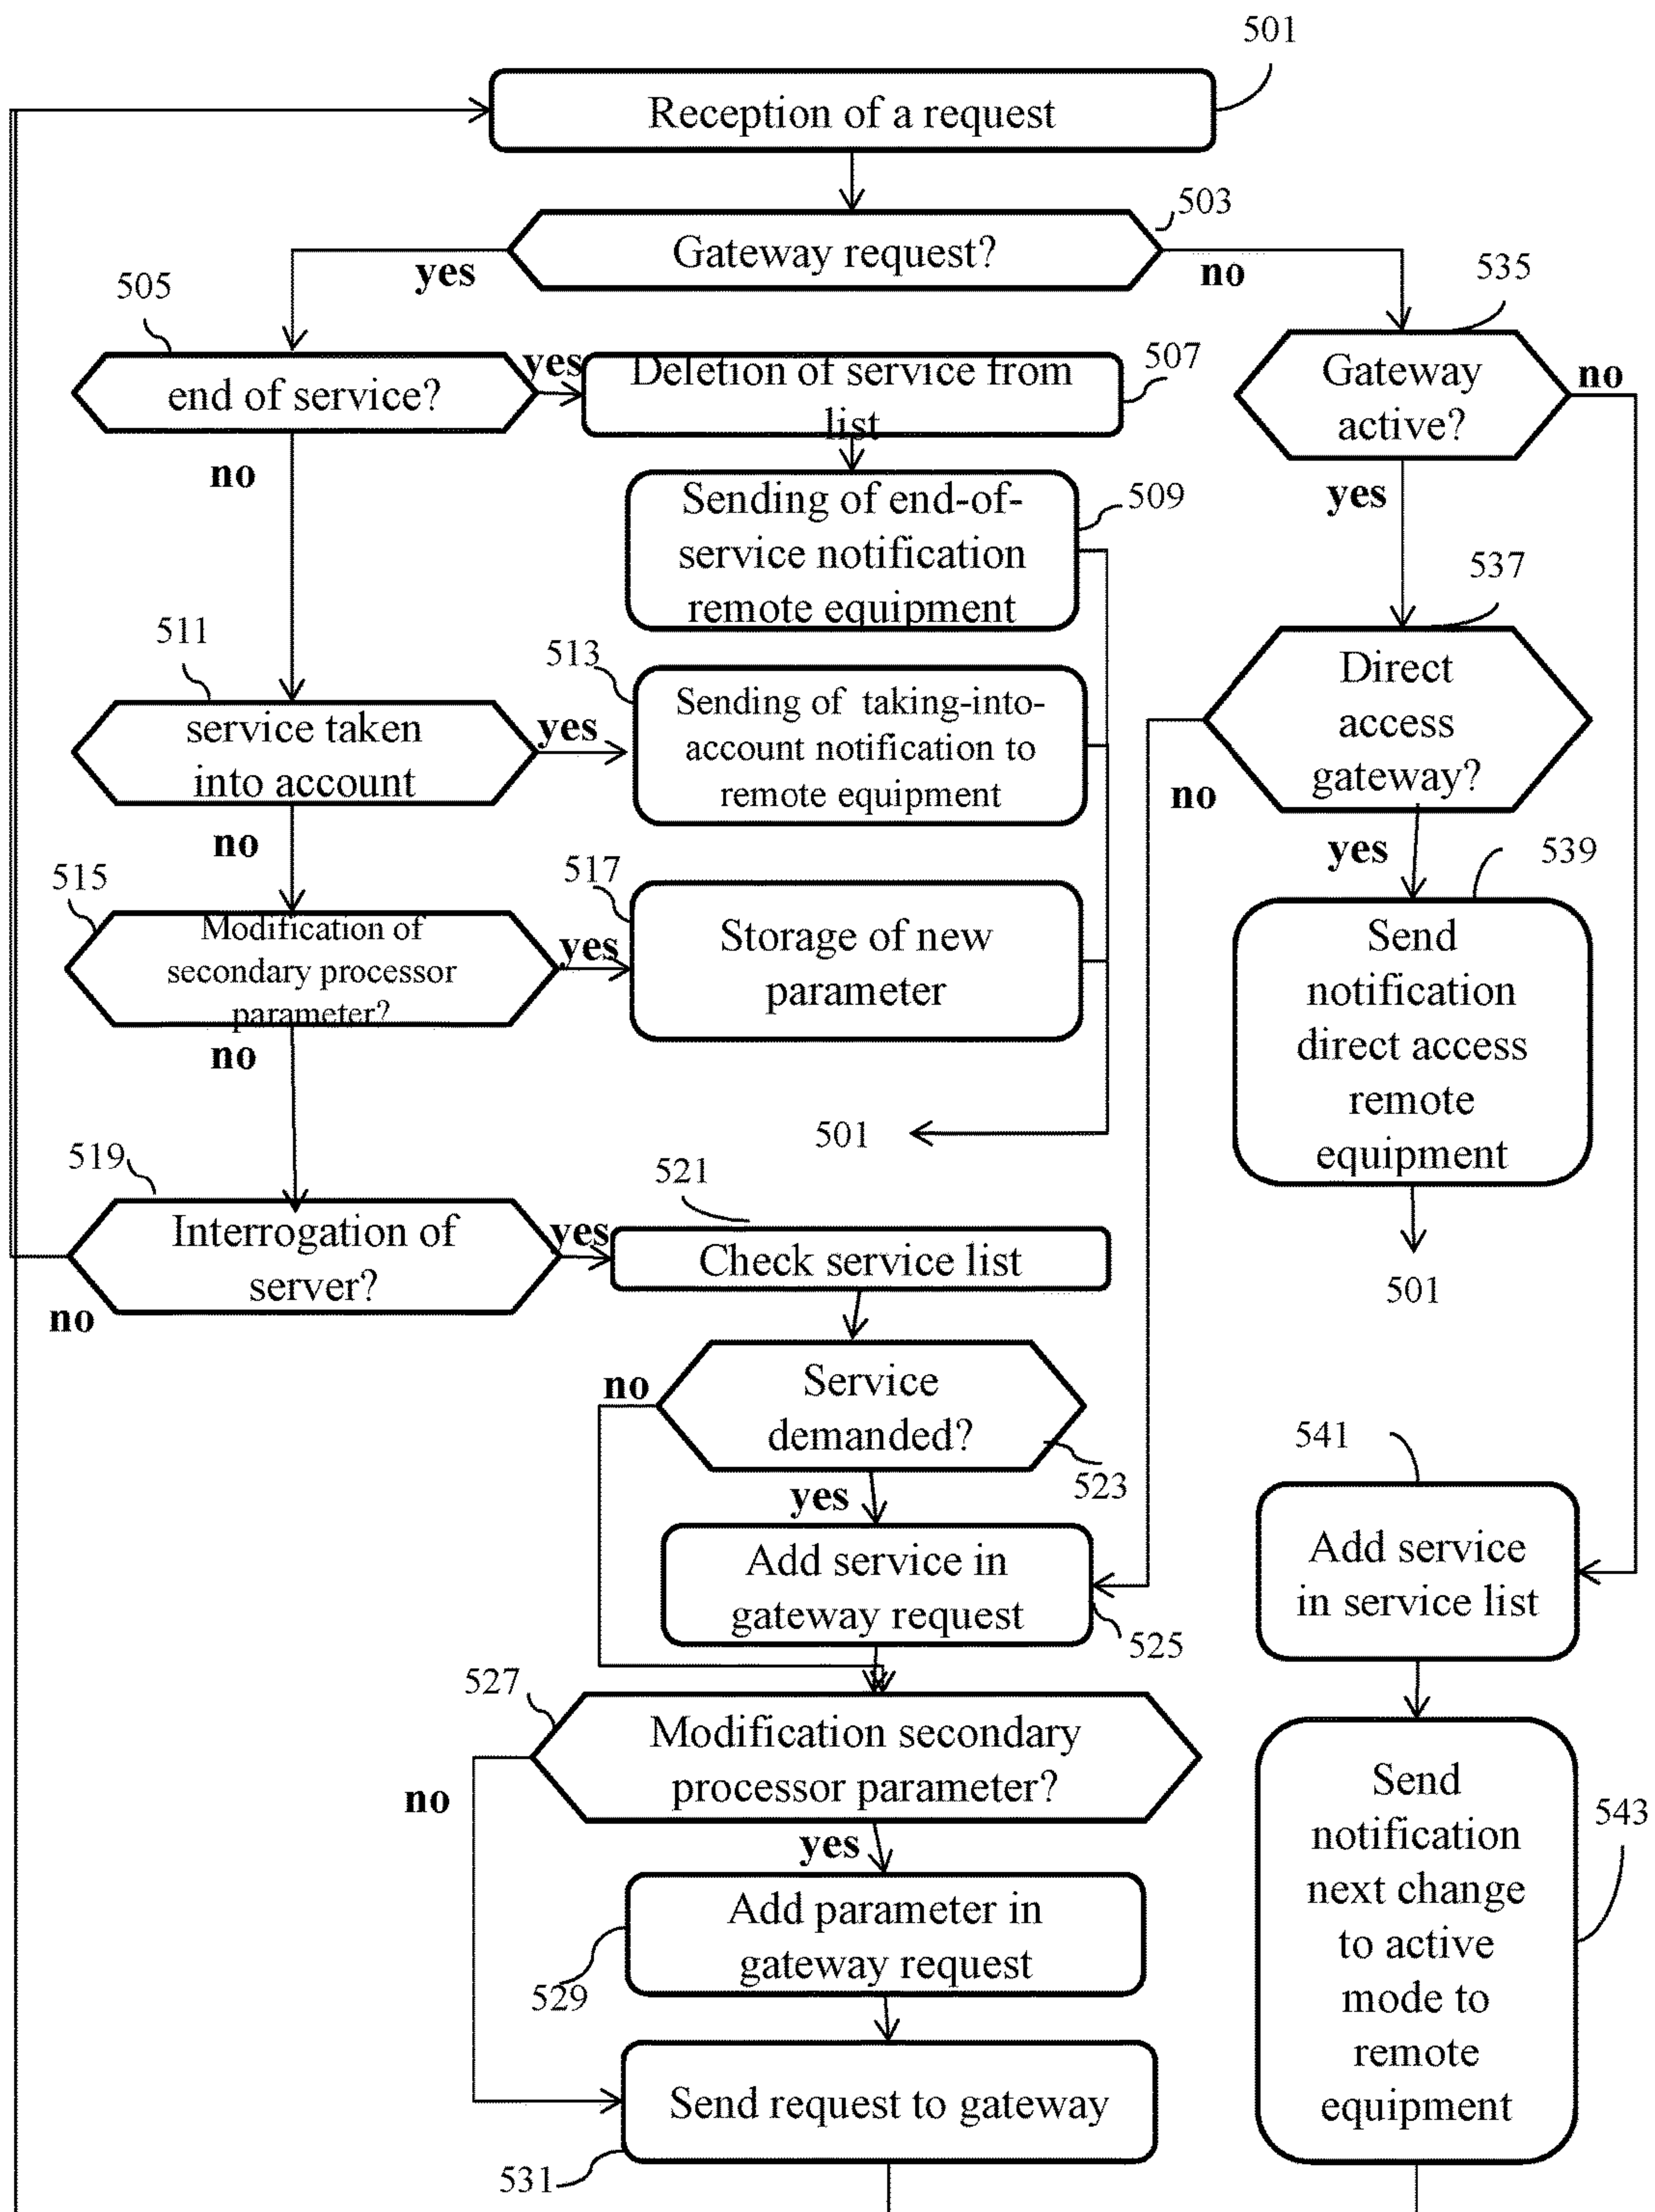 501
Reception of a request
503
Gateway request?
yes
no
535
505
end of service?
yes
Deletion of service from
list
507
Gateway
active?
no
no
Sending of end-of-
service notification
remote equipment
509
yes
537
511
service taken
into account
yes
513
Sending of taking-into-
account notification to
remote equipment
Direct
access
gateway?
no
no
yes
539
515
Modification of
secondary processor
parameter?
yes
517
Storage of new
parameter
Send
notification
direct access
remote
equipment
no
501
501
519
Interrogation of
server?
yes
no
521
Check service list
Service
demanded?
no
523
yes
541
Add service in
gateway request
525
Add service
in service list
527
Modification secondary
processor parameter?
no
yes
Send
notification
next change
to active
mode to
remote
equipment
543
Add parameter in
gateway request
529
Send request to gateway
531